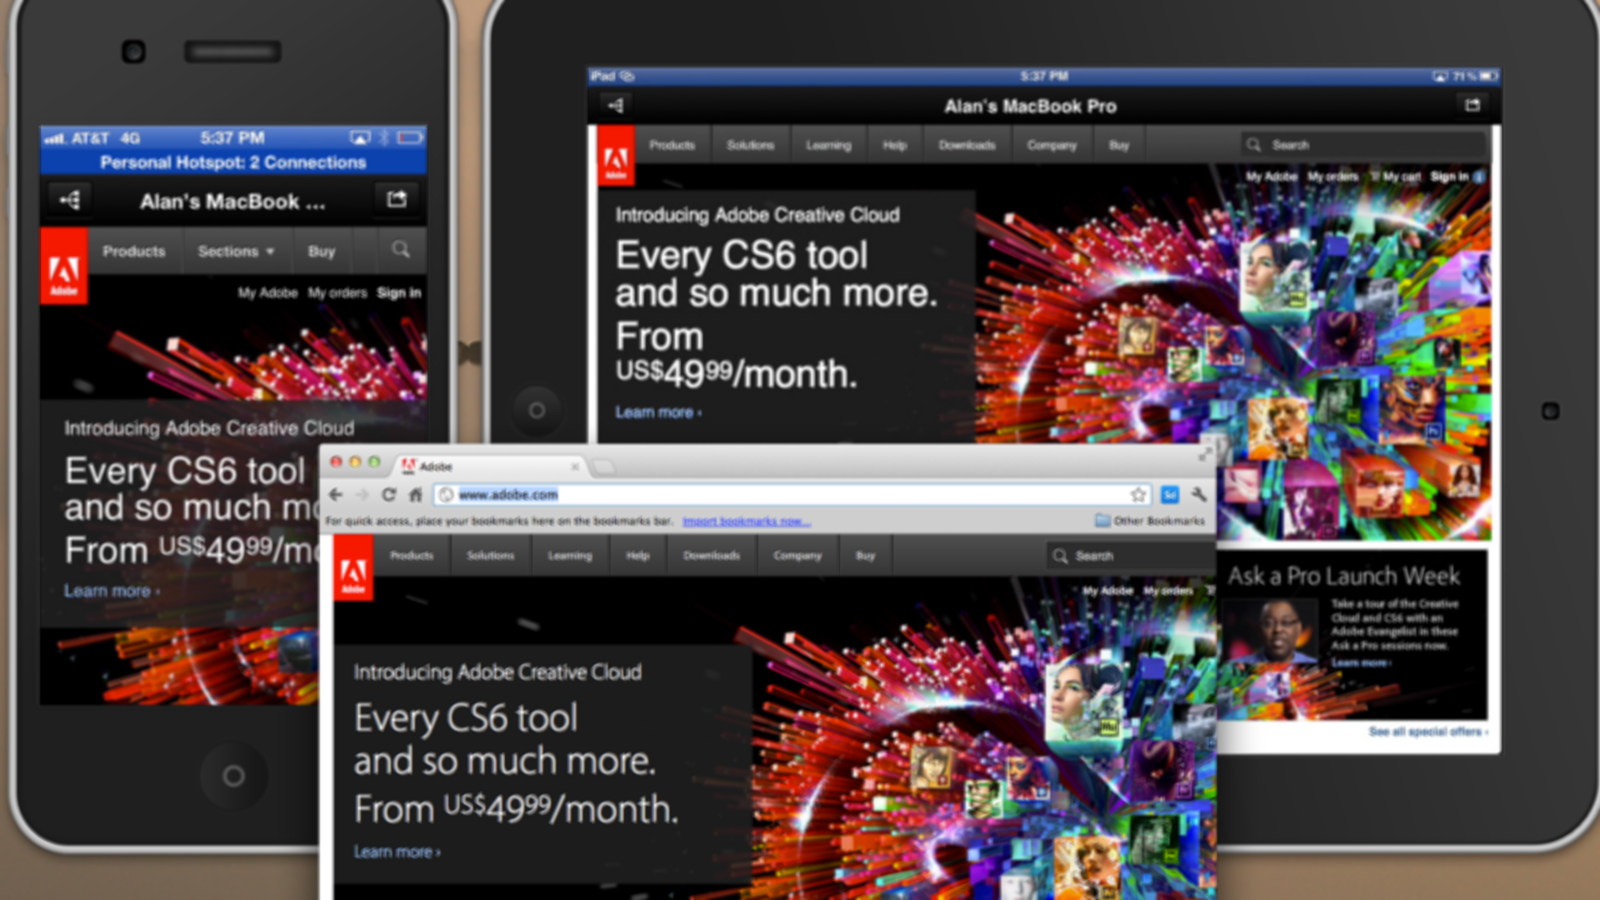 AT&T 4G 5:37 PM
Personal Hotspot: 2 Connections
Alan's MacBook ...
Adobe
Products Sections Buy
My Adobe My orders Sign in
Introducing Adobe Creative Cloud
Every CS6 tool
and so much mo
From US$49⁹⁹/mo
Learn more ›
iPad 5:37 PM 71%
Alan's MacBook Pro
Adobe
Products Solutions Learning Help Downloads Company Buy Search
My Adobe My orders My cart Sign in
Introducing Adobe Creative Cloud
Every CS6 tool
and so much more.
From
US$49⁹⁹/month.
Learn more ›
Ask a Pro Launch Week
Take a tour of the Creative
Cloud and CS6 with an
Adobe Evangelist in these
Ask a Pro sessions now.
Learn more ›
See all special offers ›
Adobe
www.adobe.com
For quick access, place your bookmarks here on the bookmarks bar. Import bookmarks now... Other Bookmarks
Adobe
Products Solutions Learning Help Downloads Company Buy Search
My Adobe My orders
Introducing Adobe Creative Cloud
Every CS6 tool
and so much more.
From US$49⁹⁹/month.
Learn more ›